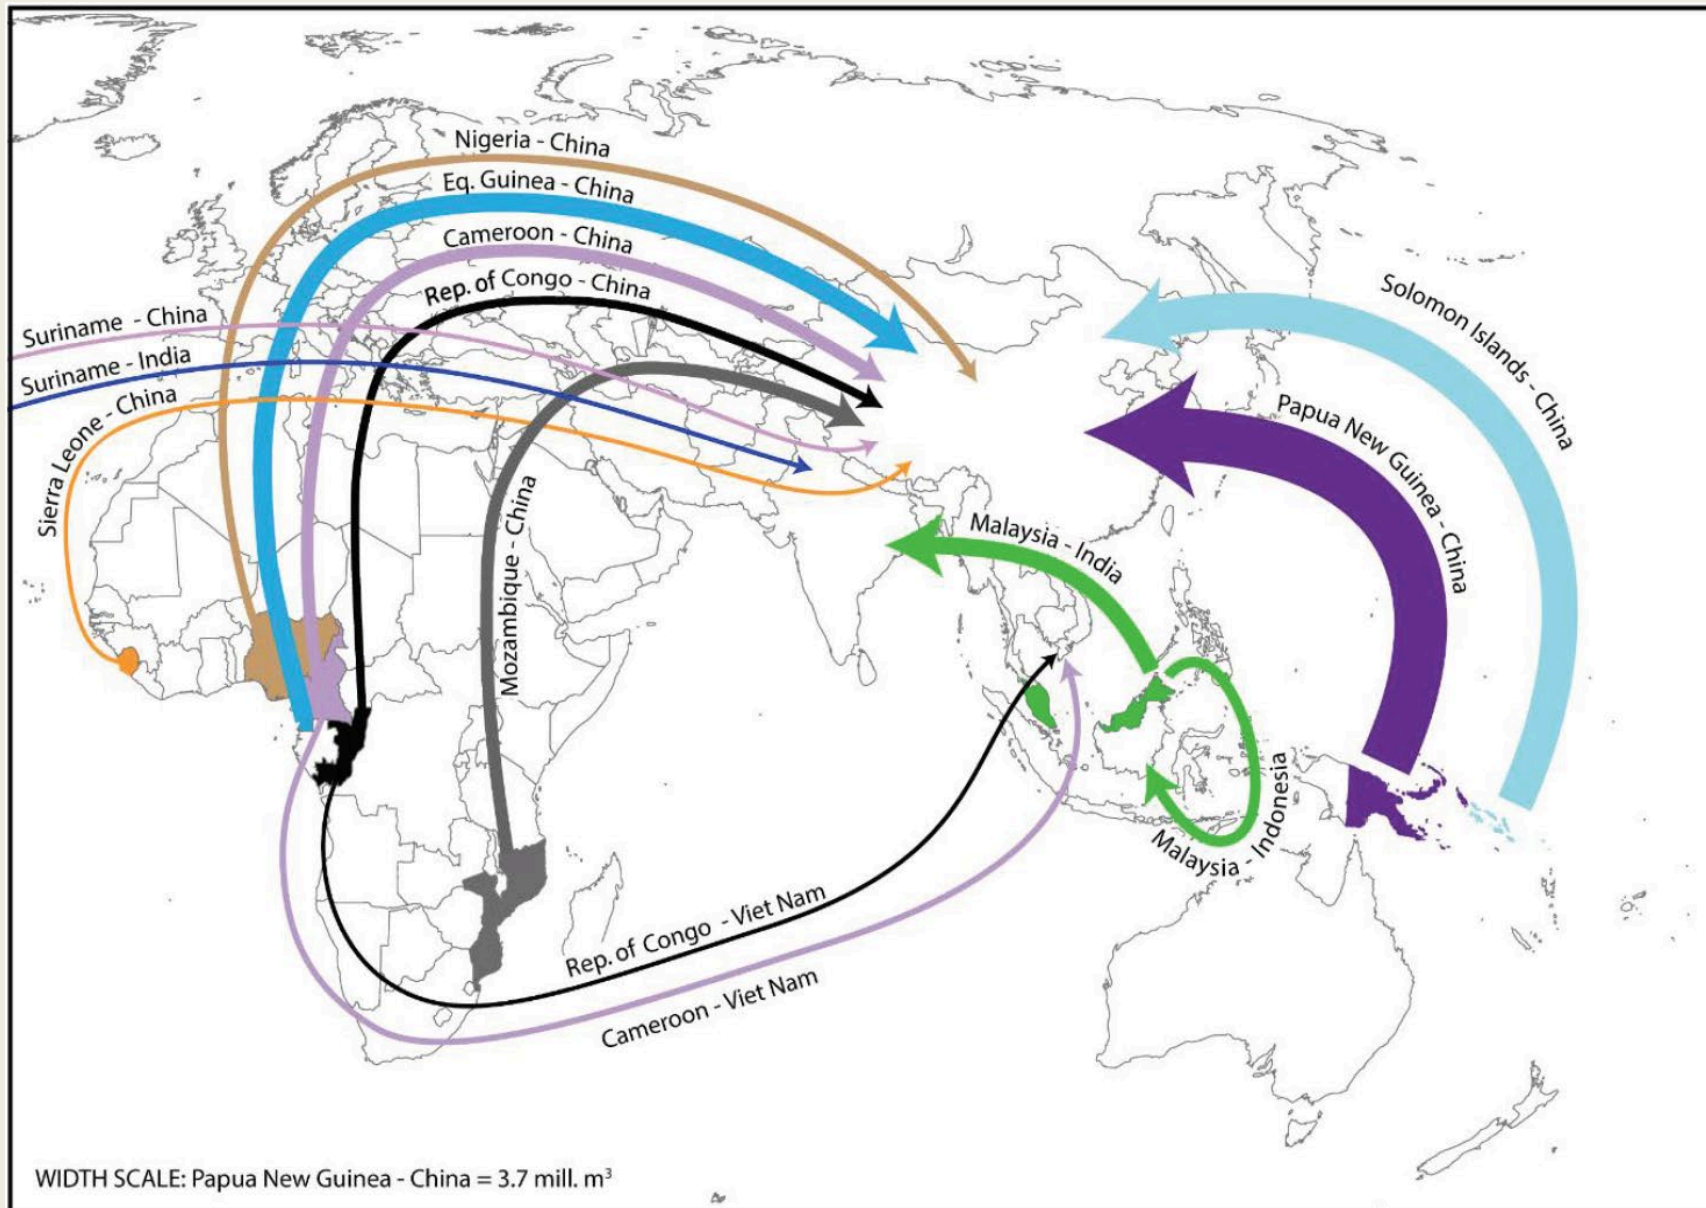 Nigeria - China
Eq. Guinea - China
Cameroon - China
Rep. of Congo - China
Suriname - China
Suriname - India
Sierra Leone - China
Mozambique - China
Solomon Islands - China
Papua New Guinea - China
Malaysia - India
Malaysia - Indonesia
Rep. of Congo - Viet Nam
Cameroon - Viet Nam
WIDTH SCALE: Papua New Guinea - China = 3.7 mill. m³